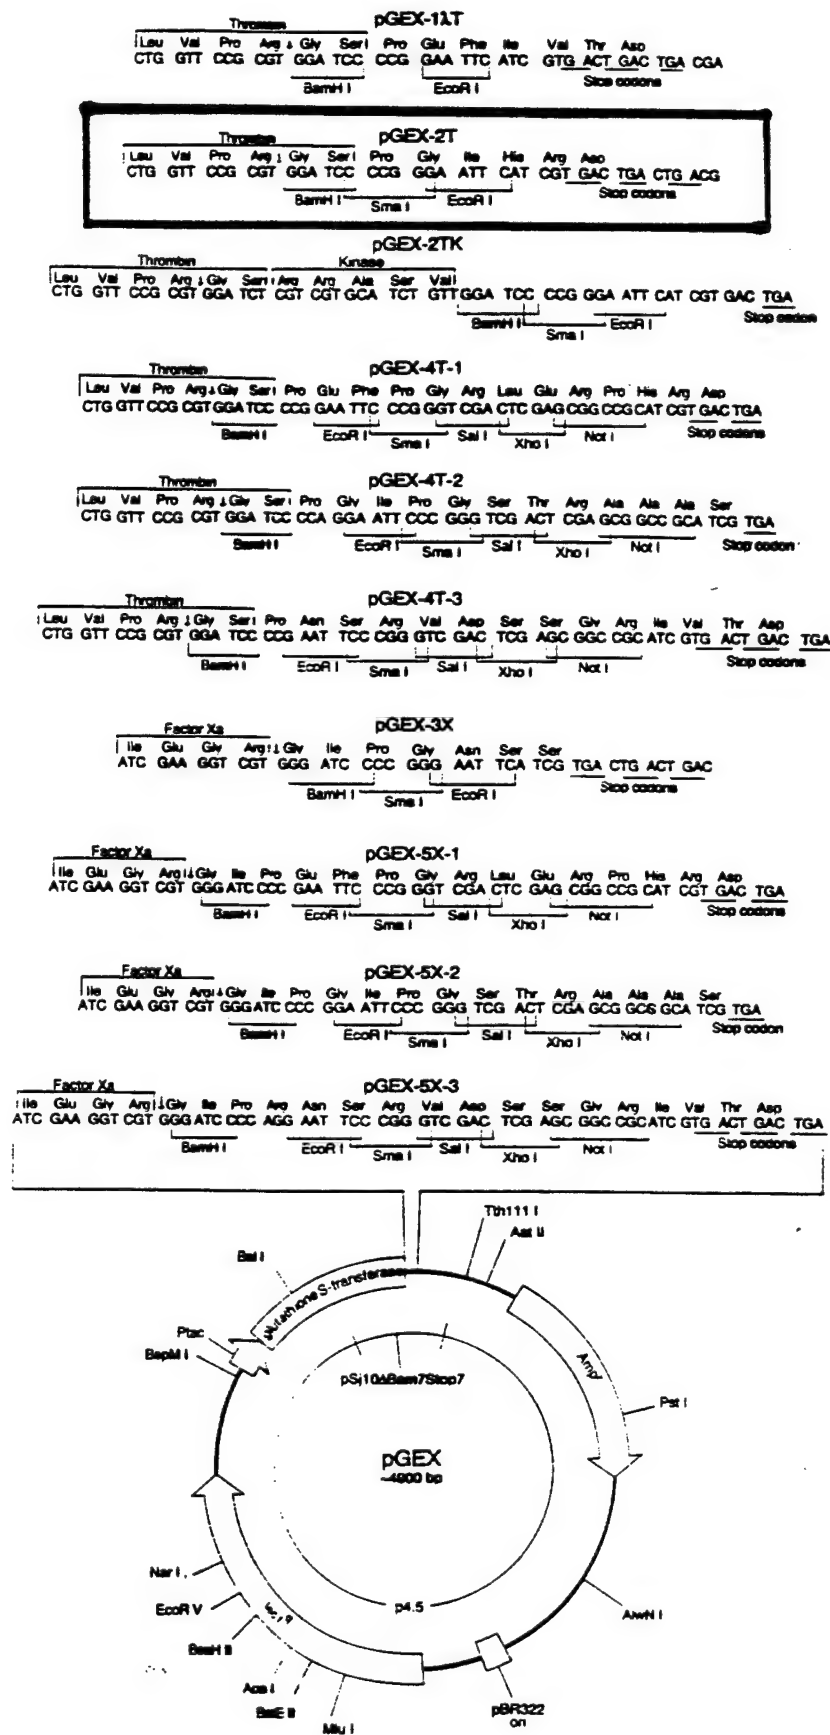 pGEX-1λT
Thrombin
Leu Val Pro Arg↓Gly Ser Pro Glu Phe Ile Val Thr Asp
CTG GTT CCG CGT GGA TCC CCG GAA TTC ATC GTG ACT GAC TGA CGA
BamH I EcoR I Stop codons
pGEX-2T
Thrombin
Leu Val Pro Arg↓Gly Ser Pro Gly Ile His Arg Asp
CTG GTT CCG CGT GGA TCC CCG GGA ATT CAT CGT GAC TGA CTG ACG
BamH I Sma I EcoR I Stop codons
pGEX-2TK
Thrombin Kinase
Leu Val Pro Arg↓Gly Ser Arg Arg Ala Ser Val
CTG GTT CCG CGT GGA TCT CGT CGT GCA TCT GTT GGA TCC CCG GGA ATT CAT CGT GAC TGA
BamH I Sma I EcoR I Stop codon
pGEX-4T-1
Thrombin
Leu Val Pro Arg↓Gly Ser Pro Glu Phe Pro Gly Arg Leu Glu Arg Pro His Arg Asp
CTG GTT CCG CGT GGA TCC CCG GAA TTC CCG GGT CGA CTC GAG CGG CCG CAT CGT GAC TGA
BamH I EcoR I Sma I Sal I Xho I Not I Stop codons
pGEX-4T-2
Thrombin
Leu Val Pro Arg↓Gly Ser Pro Gly Ile Pro Gly Ser Thr Arg Ala Ala Ala Ser
CTG GTT CCG CGT GGA TCC CCA GGA ATT CCC GGG TCG ACT CGA GCG GCC GCA TCG TGA
BamH I EcoR I Sma I Sal I Xho I Not I Stop codon
pGEX-4T-3
Thrombin
Leu Val Pro Arg↓Gly Ser Pro Asn Ser Arg Val Asp Ser Ser Gly Arg Ile Val Thr Asp
CTG GTT CCG CGT GGA TCC CCG AAT TCC CGG GTC GAC TCG AGC GGC CGC ATC GTG ACT GAC TGA
BamH I EcoR I Sma I Sal I Xho I Not I Stop codons
pGEX-3X
Factor Xa
Ile Glu Gly Arg↓Gly Ile Pro Gly Asn Ser Ser
ATC GAA GGT CGT GGG ATC CCC GGG AAT TCA TCG TGA CTG ACT GAC
BamH I Sma I EcoR I Stop codons
pGEX-5X-1
Factor Xa
Ile Glu Gly Arg↓Gly Ile Pro Glu Phe Pro Gly Arg Leu Glu Arg Pro His Arg Asp
ATC GAA GGT CGT GGG ATC CCC GAA TTC CCG GGT CGA CTC GAG CGG CCG CAT CGT GAC TGA
BamH I EcoR I Sma I Sal I Xho I Not I Stop codons
pGEX-5X-2
Factor Xa
Ile Glu Gly Arg↓Gly Ile Pro Gly Ile Pro Gly Ser Thr Arg Ala Ala Ala Ser
ATC GAA GGT CGT GGG ATC CCC GGA ATT CCC GGG TCG ACT CGA GCG GCG GCA TCG TGA
BamH I EcoR I Sma I Sal I Xho I Not I Stop codon
pGEX-5X-3
Factor Xa
Ile Glu Gly Arg↓Gly Ile Pro Arg Asn Ser Arg Val Asp Ser Ser Gly Arg Ile Val Thr Asp
ATC GAA GGT CGT GGG ATC CCC AGG AAT TCC CGG GTC GAC TCG AGC GGC CGC ATC GTG ACT GAC TGA
BamH I EcoR I Sma I Sal I Xho I Not I Stop codons
Tth111 I
Aat II
Bal I
Glutathione S-transferase
Ptac
BspM I
pSj10ΔBam7Stop7
Ampʳ
Pst I
pGEX
~4900 bp
Nar I
EcoR V
BssH II
Apa I
BstE II
Mlu I
lac Iq
p4.5
AlwN I
pBR322
ori